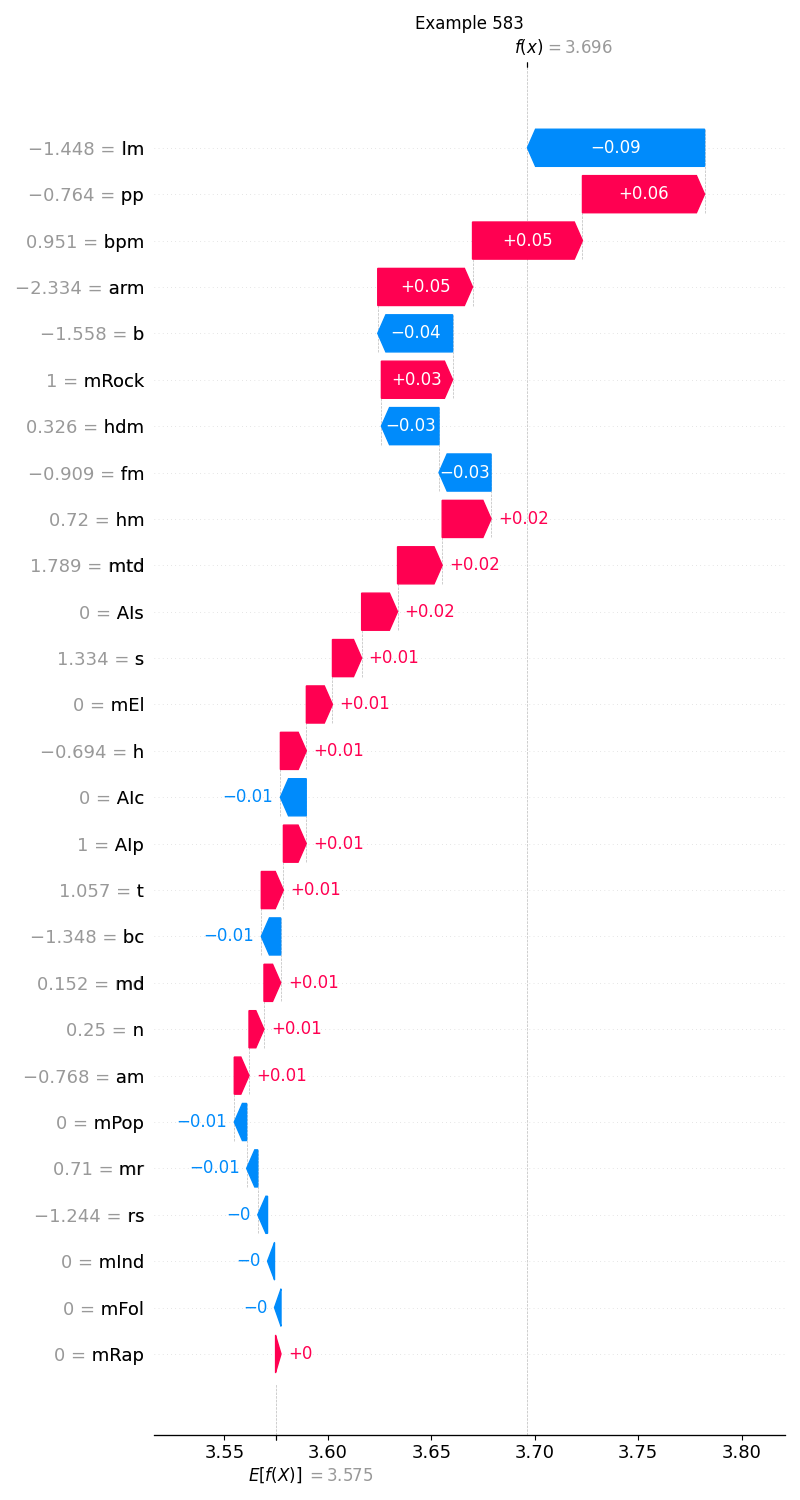 Example 583
f(x) = 3.696
−1.448 = lm −0.09
−0.764 = pp +0.06
0.951 = bpm +0.05
−2.334 = arm +0.05
−1.558 = b −0.04
1 = mRock +0.03
0.326 = hdm −0.03
−0.909 = fm −0.03
0.72 = hm +0.02
1.789 = mtd +0.02
0 = AIs +0.02
1.334 = s +0.01
0 = mEl +0.01
−0.694 = h +0.01
0 = AIc −0.01
1 = AIp +0.01
1.057 = t +0.01
−1.348 = bc −0.01
0.152 = md +0.01
0.25 = n +0.01
−0.768 = am +0.01
0 = mPop −0.01
0.71 = mr −0.01
−1.244 = rs −0
0 = mInd −0
0 = mFol −0
0 = mRap +0
3.55 3.60 3.65 3.70 3.75 3.80
E[f(X)] = 3.575